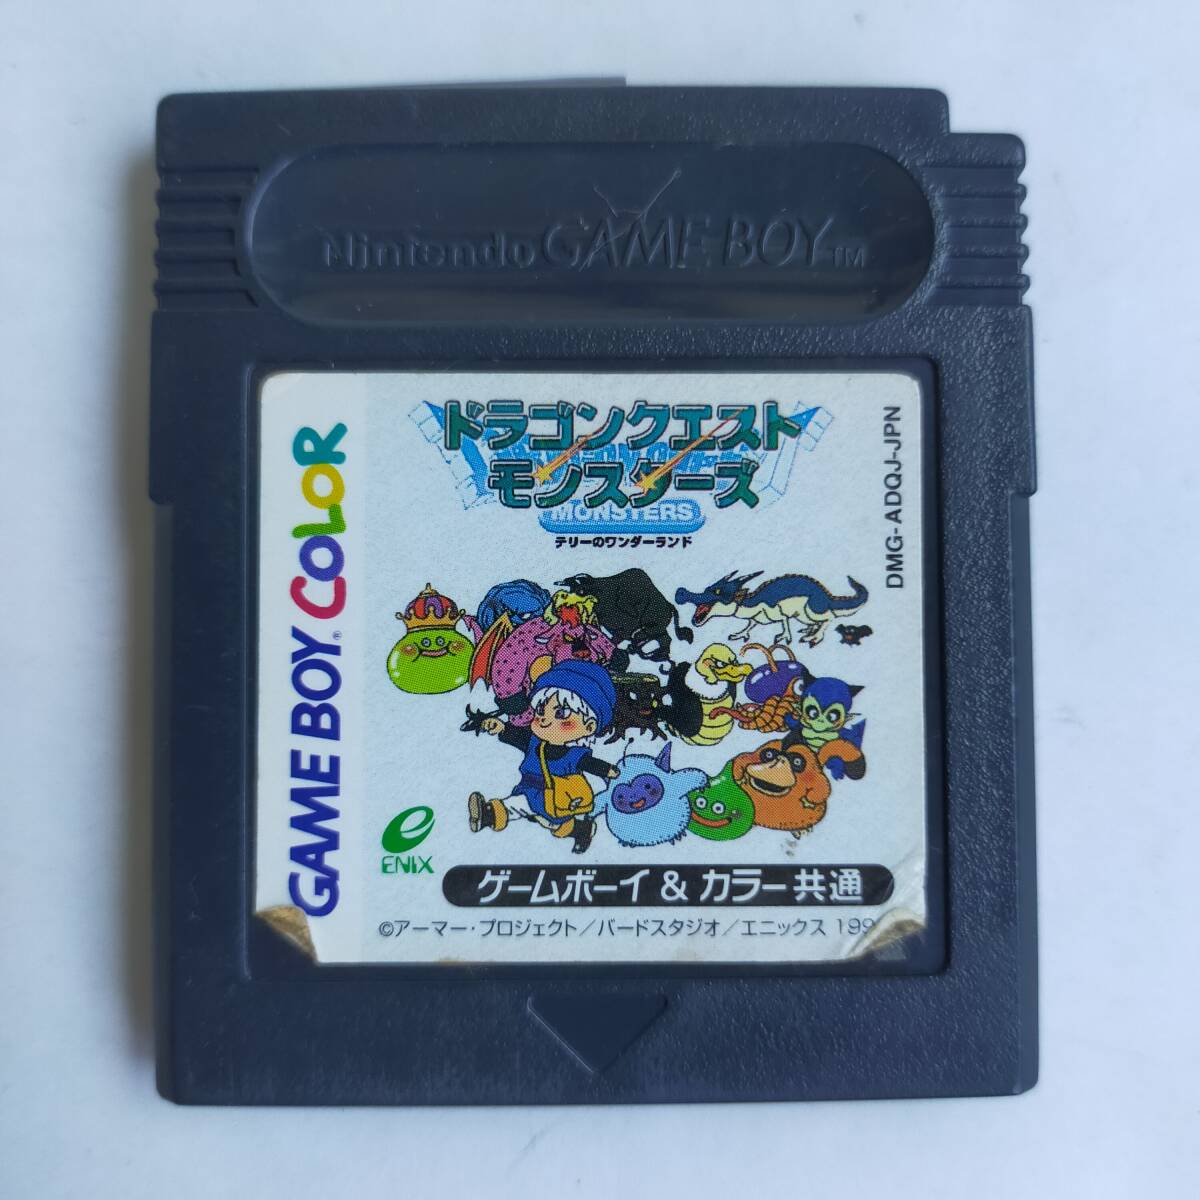 Nintendo GAME BOY TM
GAME BOY® COLOR
ドラゴンクエスト
モンスターズ
MONSTERS
テリーのワンダーランド
DMG-ADQJ-JPN
e
ENIX
ゲームボーイ & カラー 共通
©アーマー・プロジェクト/バードスタジオ/エニックス 199